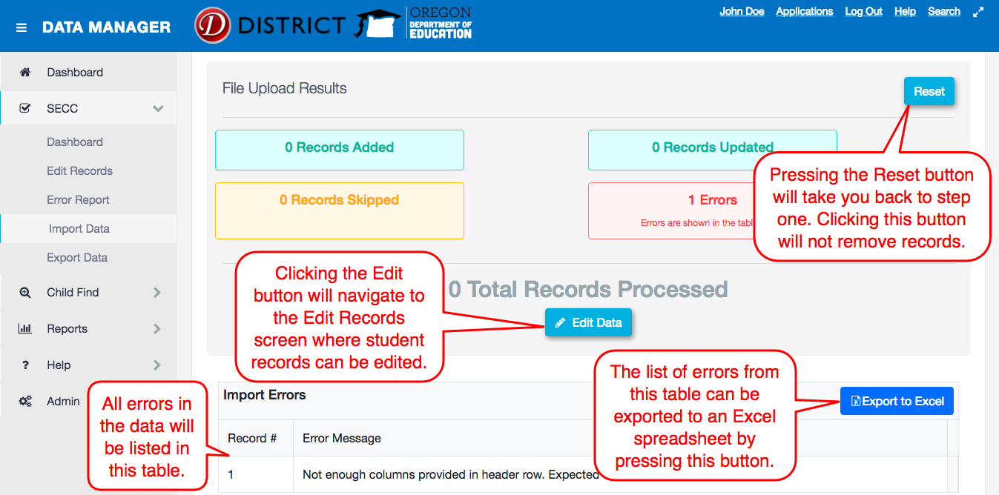 DATA MANAGER
DISTRICT
OREGON
DEPARTMENT OF
EDUCATION
John Doe Applications Log Out Help Search
Dashboard
SECC
Dashboard
Edit Records
Error Report
Import Data
Export Data
Child Find
Reports
Help
Admin
File Upload Results
Reset
0 Records Added
0 Records Updated
0 Records Skipped
1 Errors
Errors are shown in the
Pressing the Reset button
will take you back to step
one. Clicking this button
will not remove records.
0 Total Records Processed
Edit Data
Clicking the Edit
button will navigate to
the Edit Records
screen where student
records can be edited.
Import Errors
Export to Excel
The list of errors from
this table can be
exported to an Excel
spreadsheet by
pressing this button.
All errors in
the data will
be listed in
this table.
Record # Error Message
1 Not enough columns provided in header row. Expected